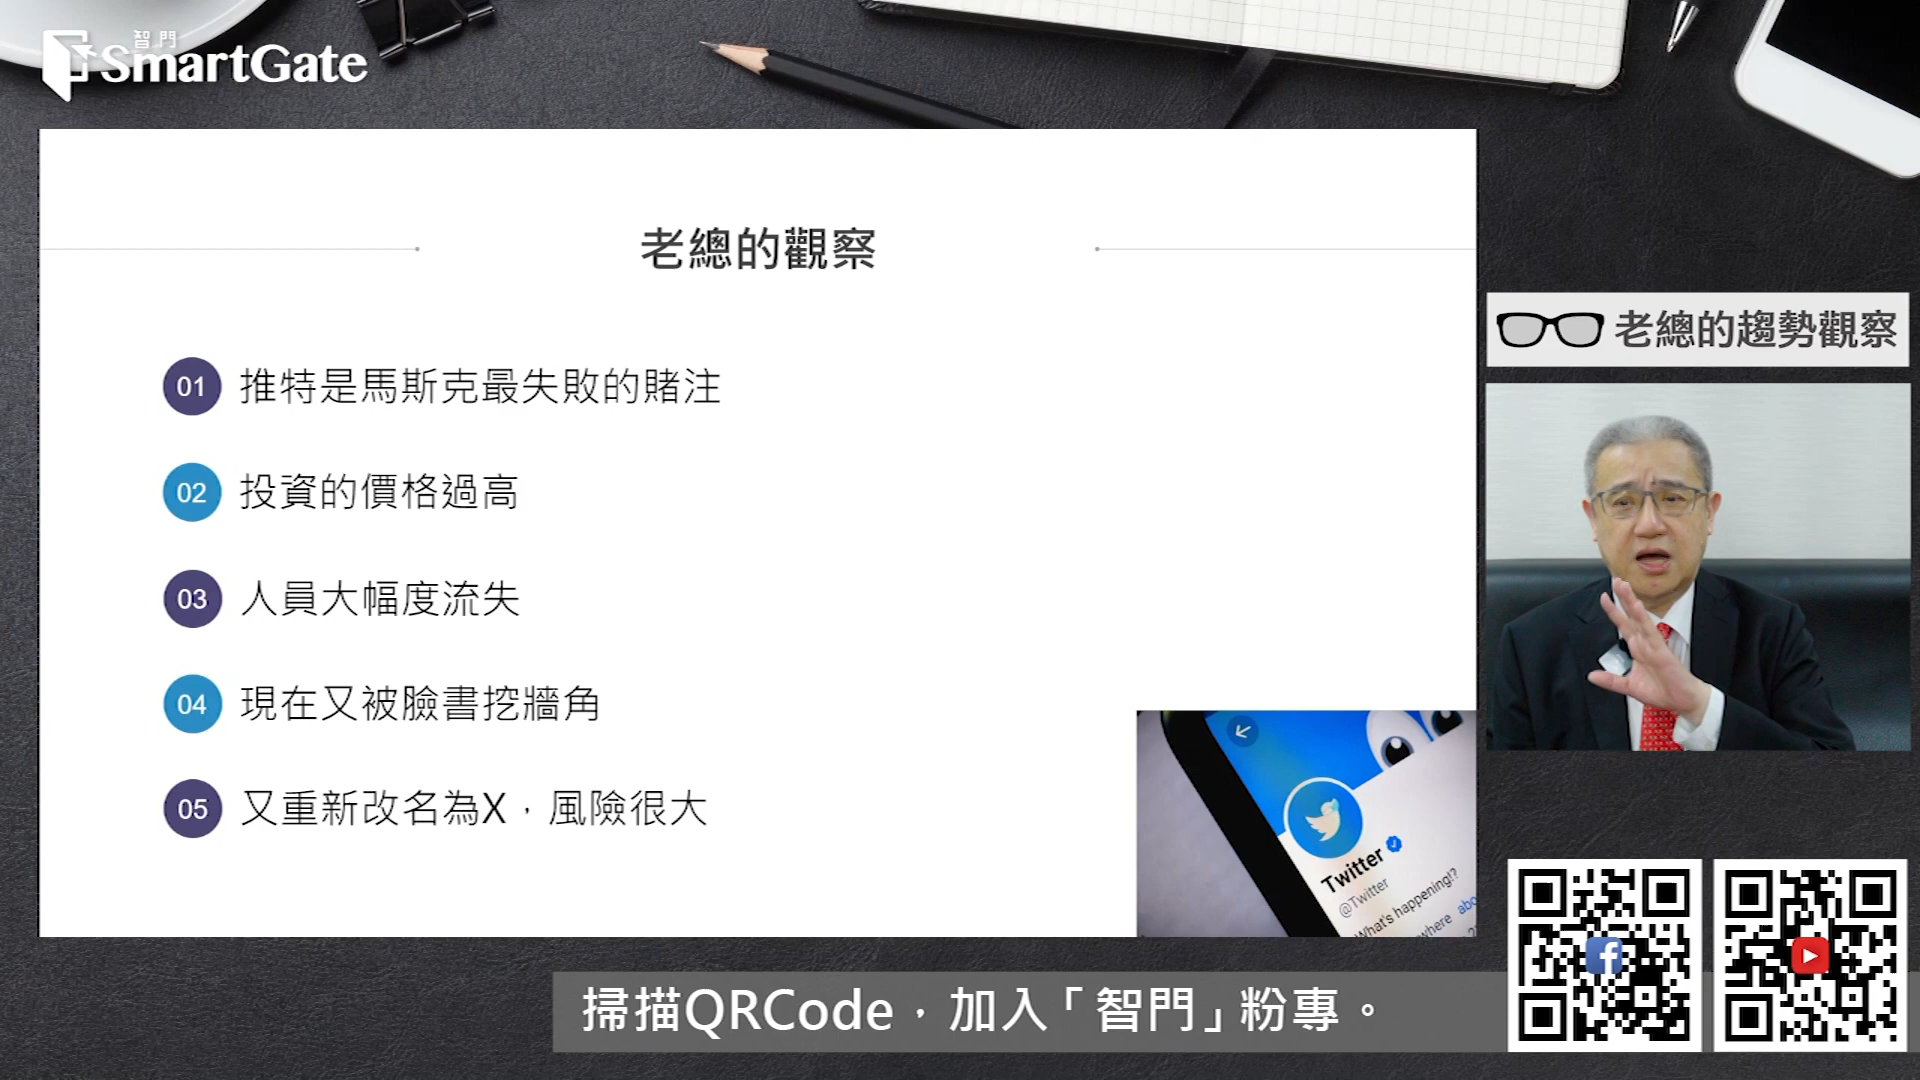 智門
SmartGate
老總的觀察
01 推特是馬斯克最失敗的賭注
02 投資的價格過高
03 人員大幅度流失
04 現在又被臉書挖牆角
05 又重新改名為X，風險很大
Twitter
@Twitter
What's happening!?
where abo
老總的趨勢觀察
掃描QRCode，加入「智門」粉專。